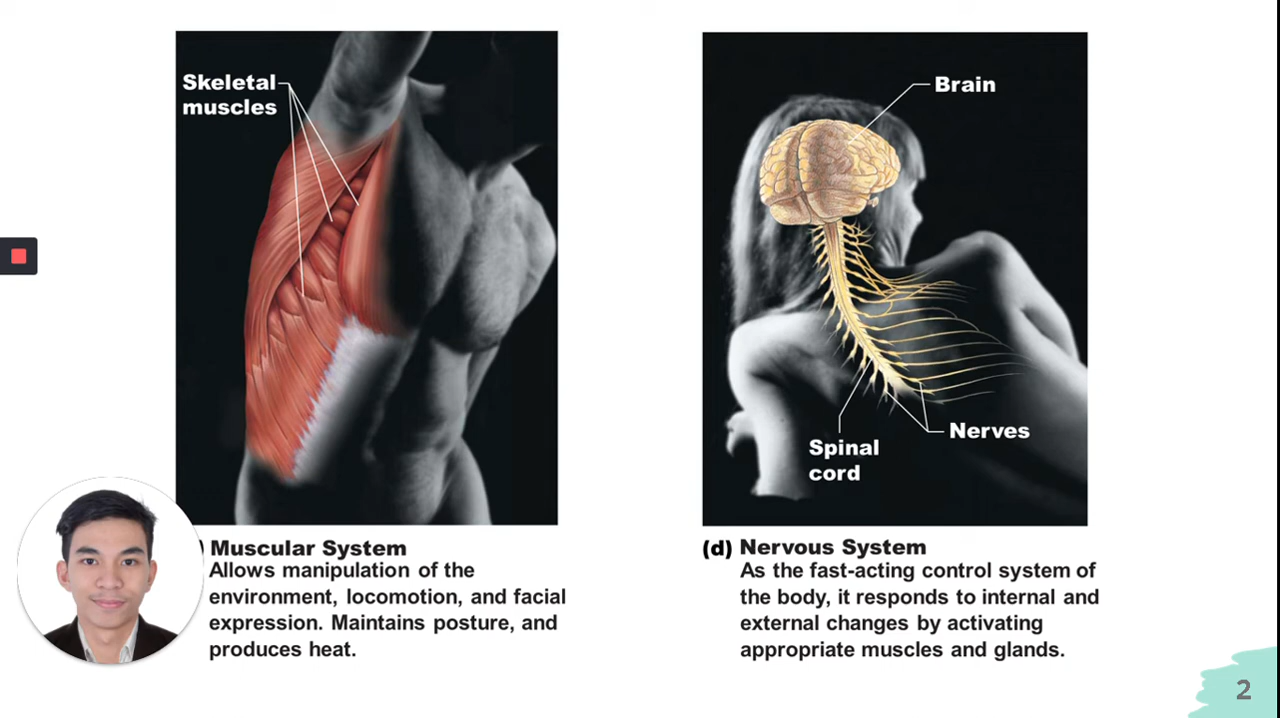 Skeletal
muscles
) Muscular System
Allows manipulation of the
environment, locomotion, and facial
expression. Maintains posture, and
produces heat.
Brain
Nerves
Spinal
cord
(d) Nervous System
As the fast-acting control system of
the body, it responds to internal and
external changes by activating
appropriate muscles and glands.
2